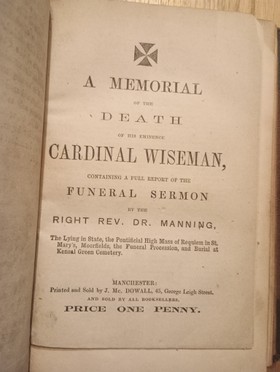 A MEMORIAL
OF THE
DEATH
OF HIS EMINENCE
CARDINAL WISEMAN,
CONTAINING A FULL REPORT OF THE
FUNERAL SERMON
BY THE
RIGHT REV. DR. MANNING,
The Lying in State, the Pontifical High Mass of Requiem in St.
Mary's, Moorfields, the Funeral Procession, and Burial at
Kensal Green Cemetery.
MANCHESTER:
Printed and Sold by J. Mc. DOWALL, 45, George Leigh Street,
AND SOLD BY ALL BOOKSELLERS.
PRICE ONE PENNY.